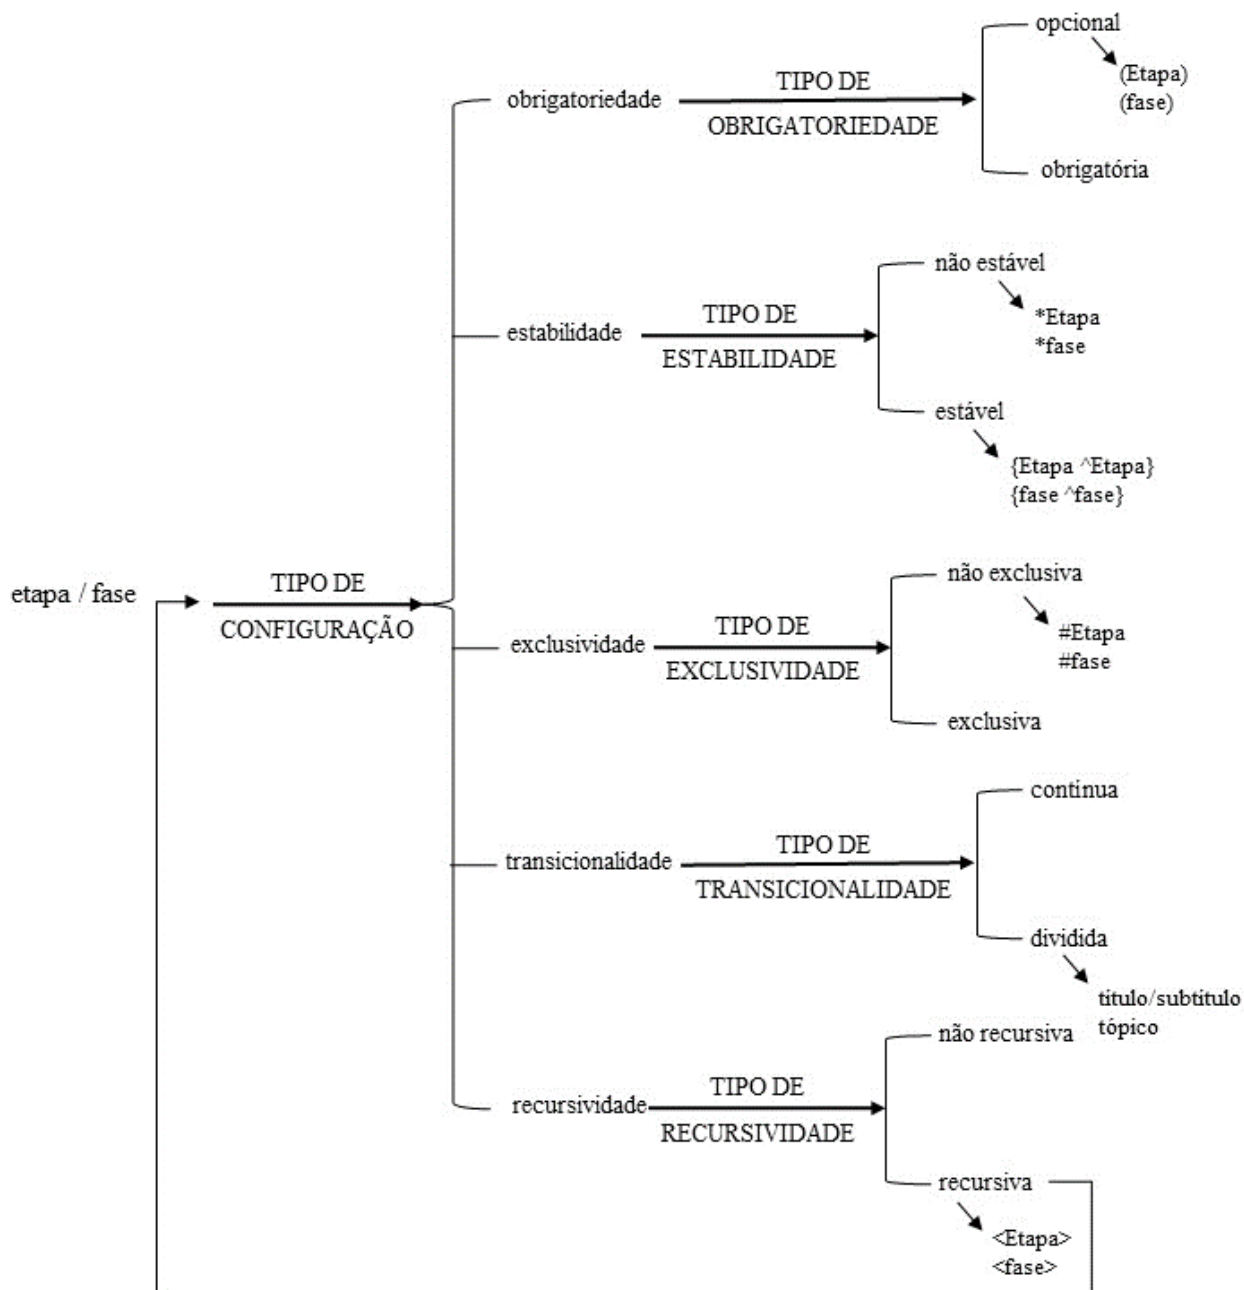 opcional
(Etapa)
(fase)
obrigatoriedade
TIPO DE
OBRIGATORIEDADE
obrigatória
não estável
*Etapa
*fase
estabilidade
TIPO DE
ESTABILIDADE
estável
{Etapa ^Etapa}
{fase ^fase}
etapa / fase
TIPO DE
CONFIGURAÇÃO
não exclusiva
#Etapa
#fase
exclusividade
TIPO DE
EXCLUSIVIDADE
exclusiva
contínua
transicionalidade
TIPO DE
TRANSICIONALIDADE
dividida
título/subtítulo
tópico
não recursiva
recursividade
TIPO DE
RECURSIVIDADE
recursiva
<Etapa>
<fase>